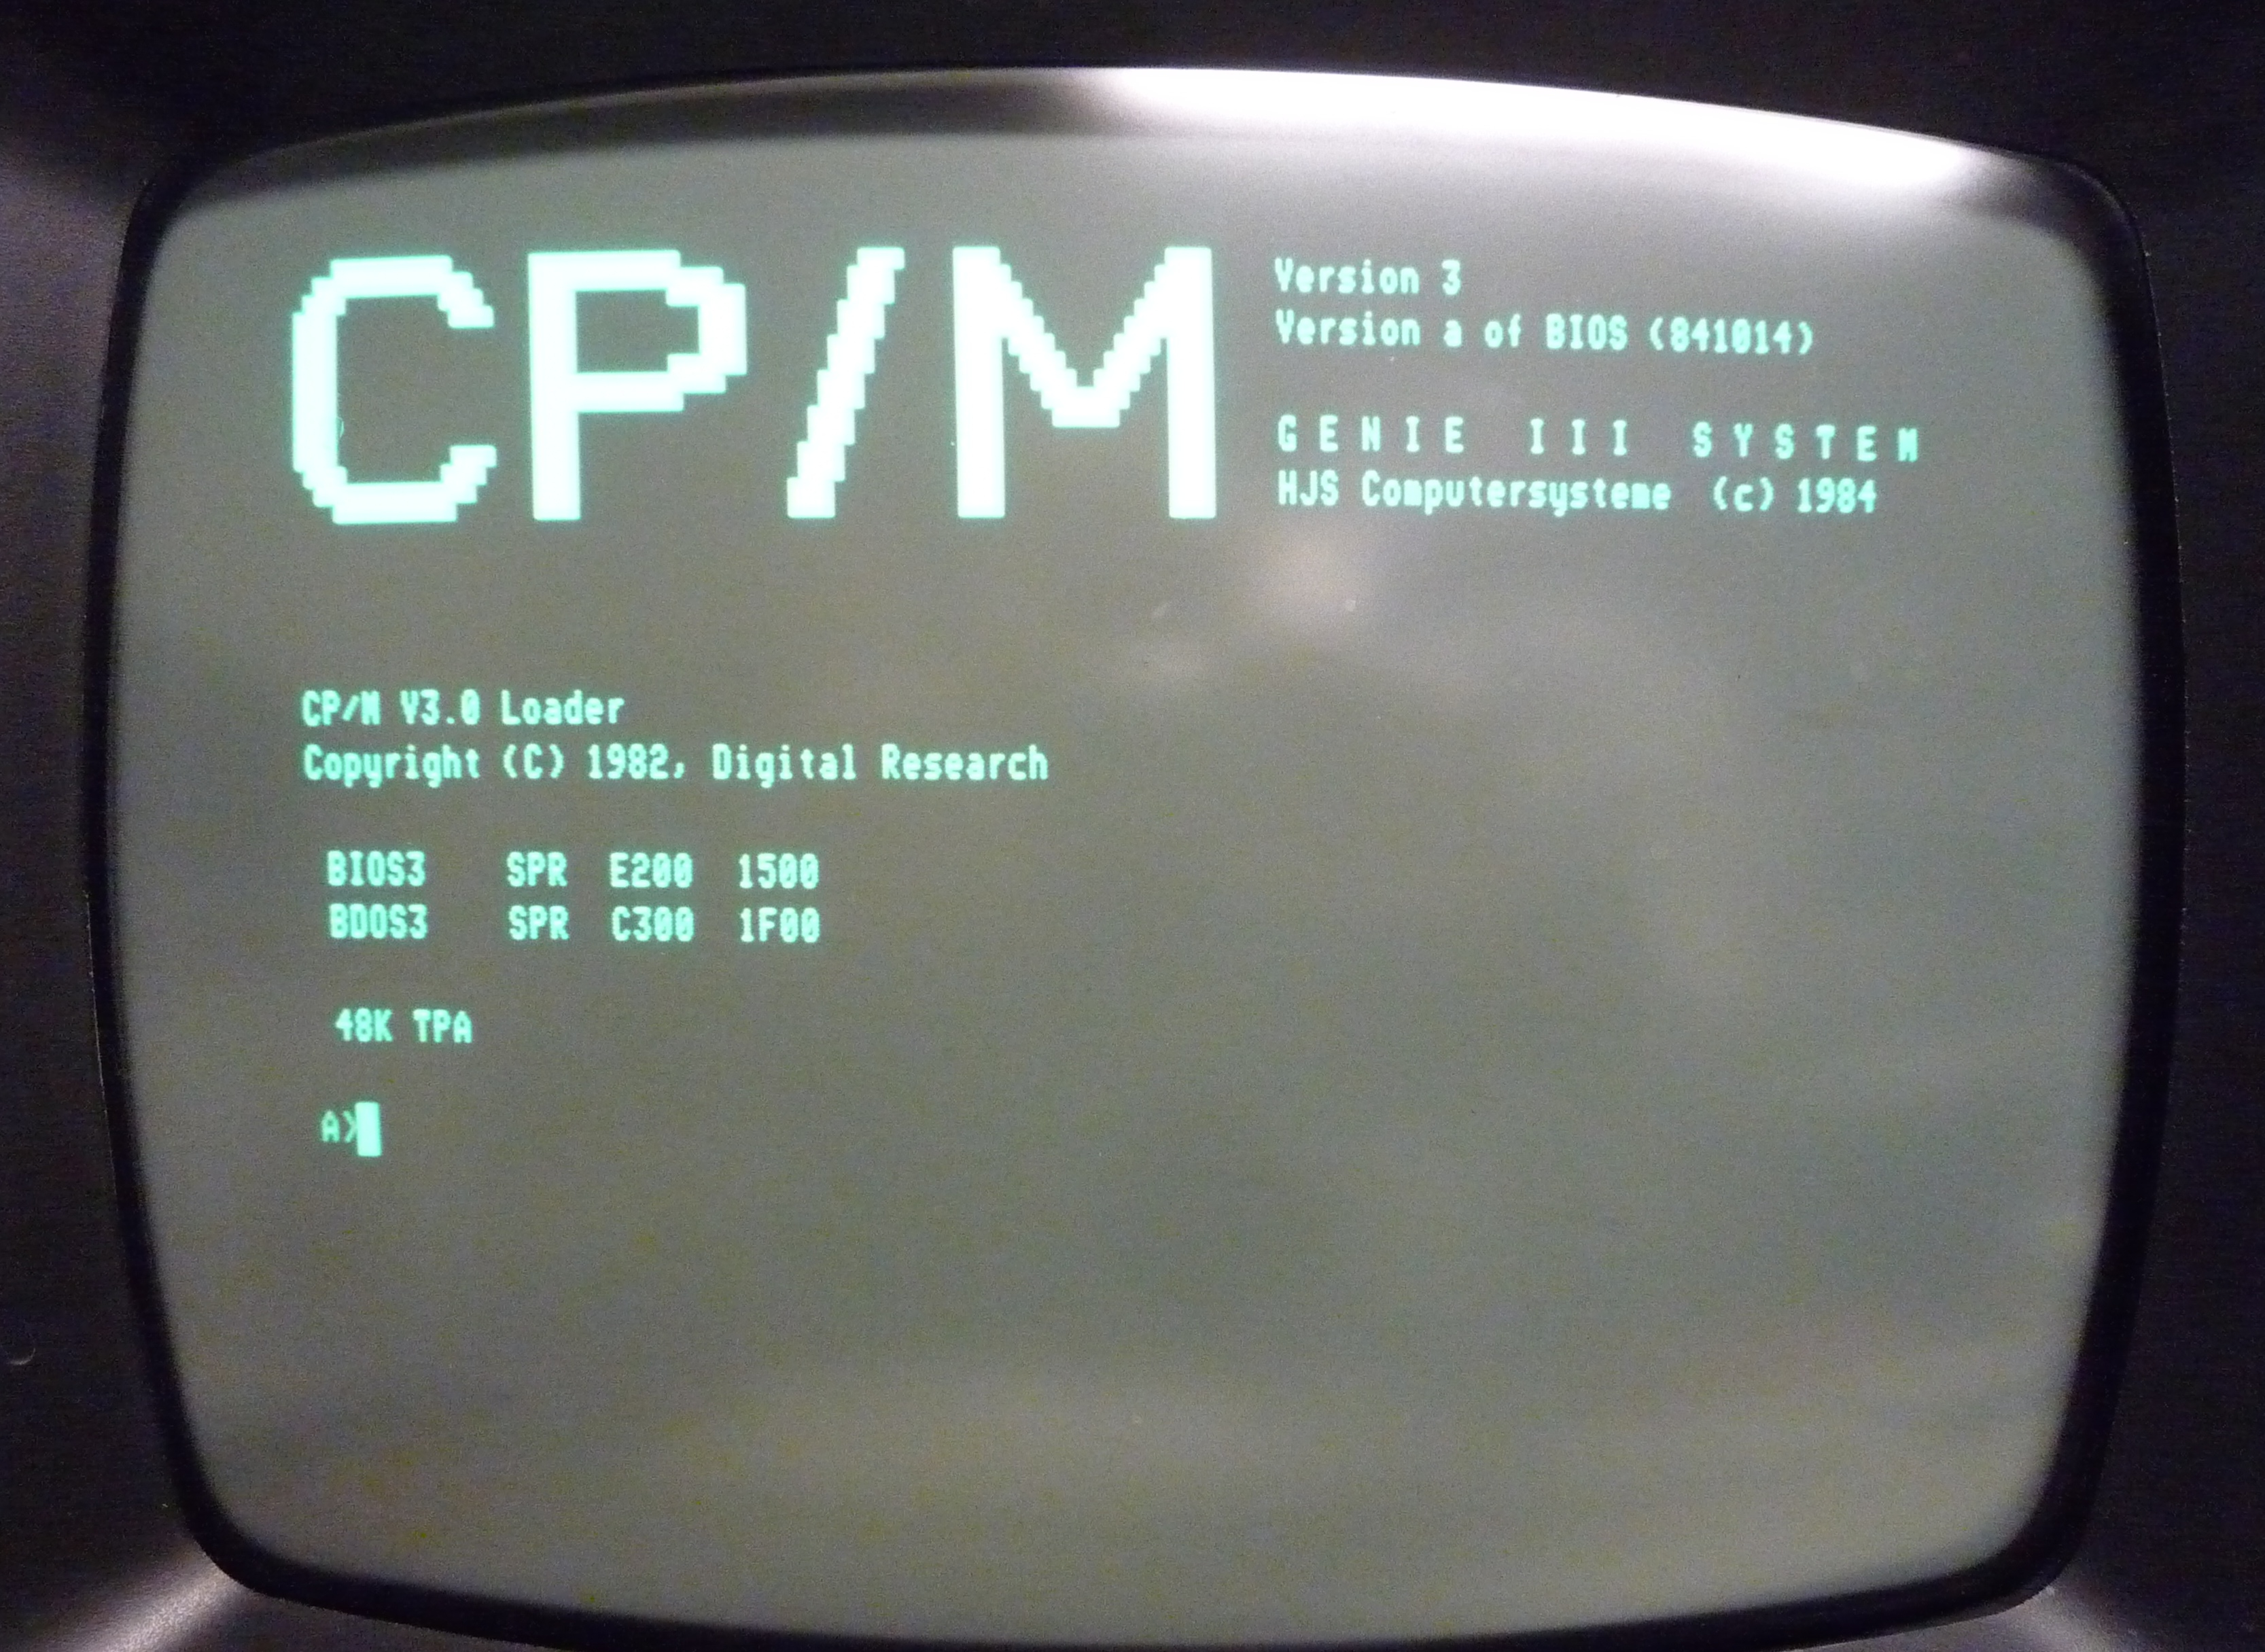 CP/M
Version 3
Version a of BIOS (841014)
G E N I E  I I I  S Y S T E M
HJS Computersysteme (c) 1984
CP/M V3.0 Loader
Copyright (C) 1982, Digital Research
BIOS3 SPR E200 1500
BDOS3 SPR C300 1F00
48K TPA
A>